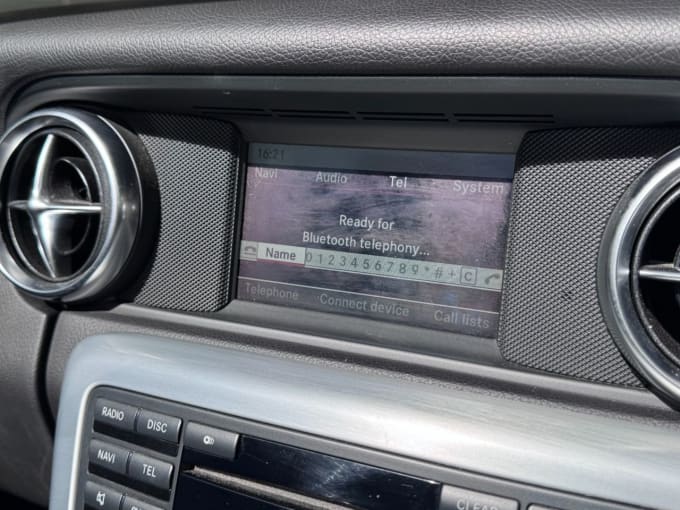 16:21
Navi Audio Tel System
Ready for
Bluetooth telephony...
Name 0 1 2 3 4 5 6 7 8 9 * # + C
Telephone Connect device Call lists
RADIO DISC
NAVI TEL
CLEAR